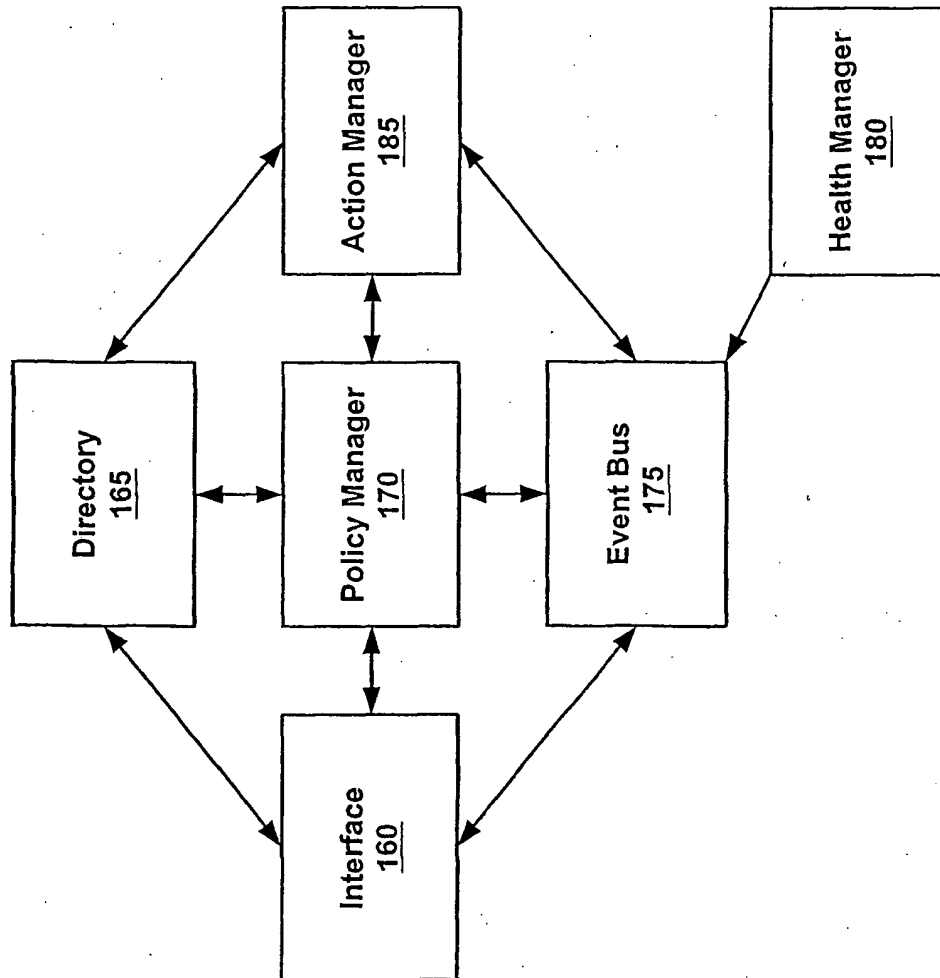 Directory
165
Interface
160
Policy Manager
170
Action Manager
185
Event Bus
175
Health Manager
180